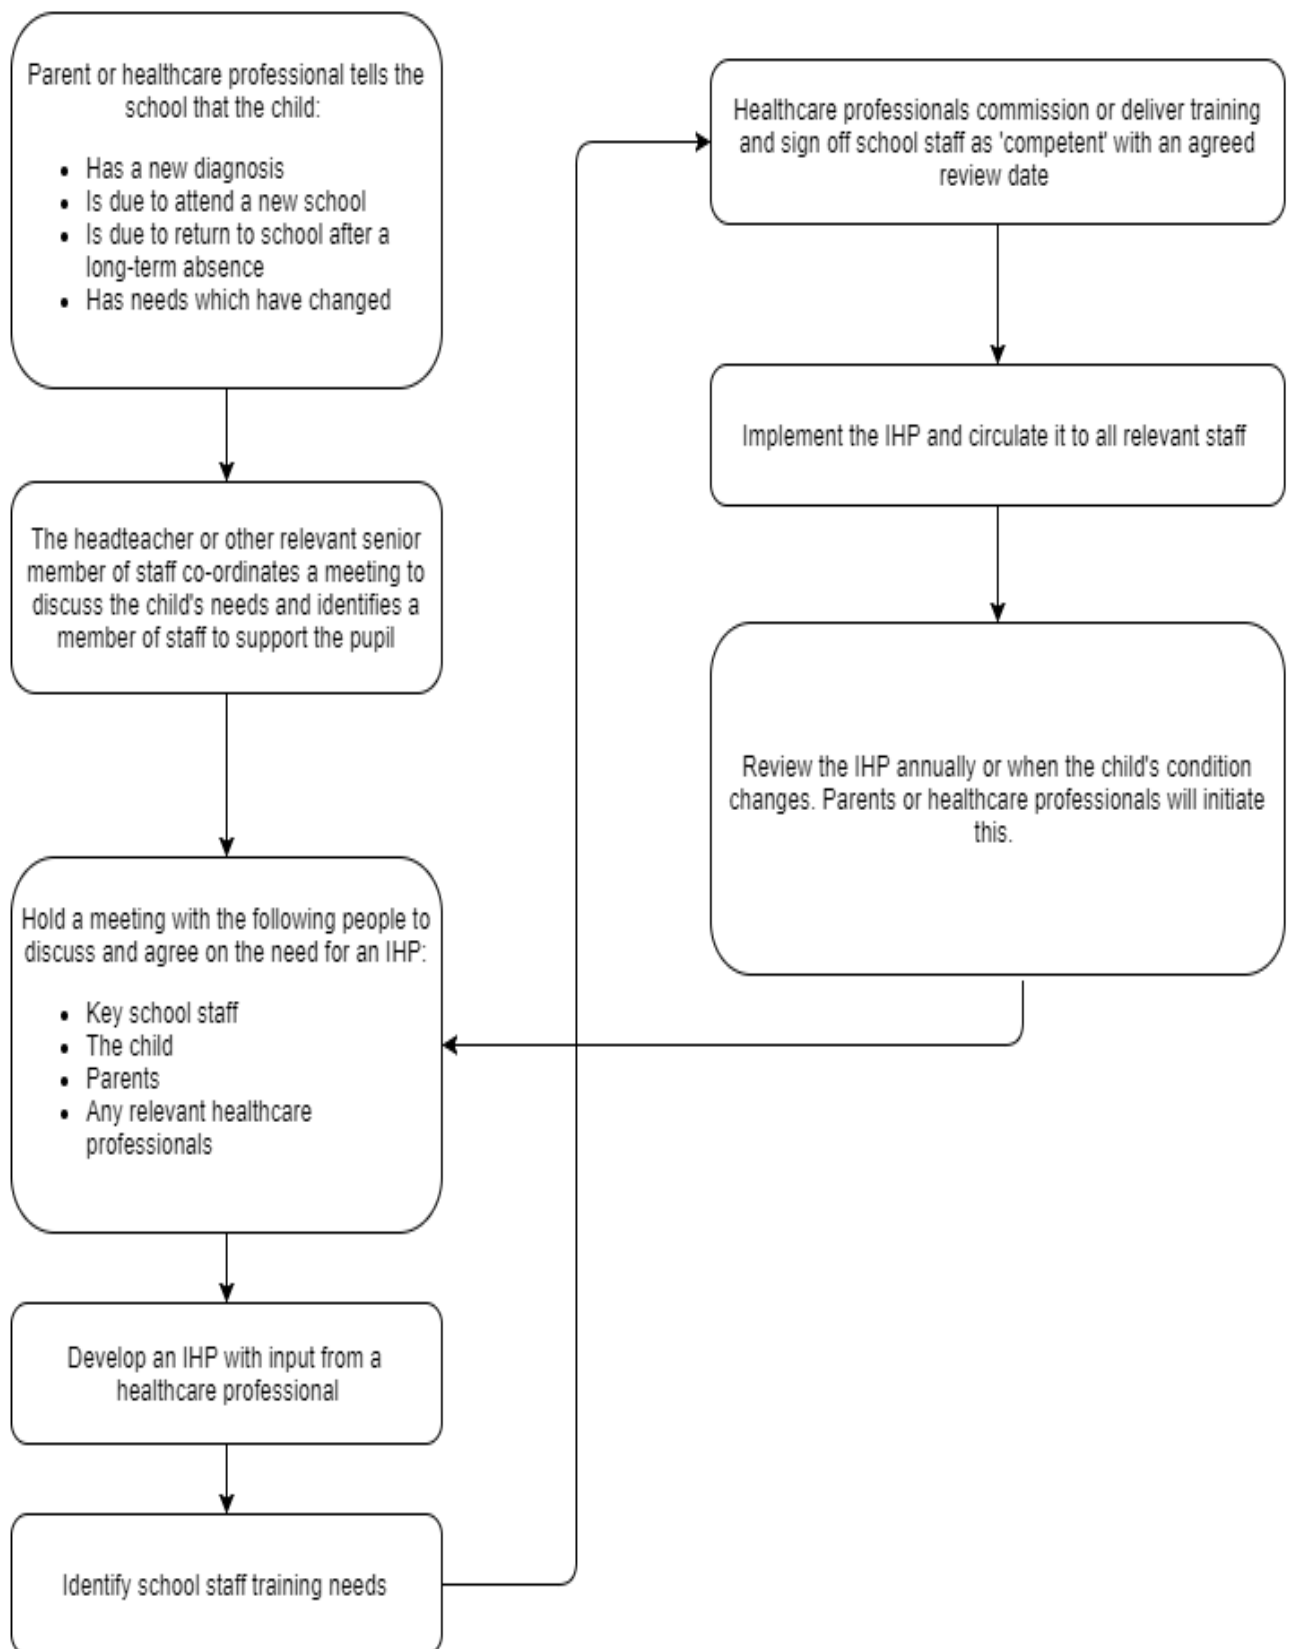 Parent or healthcare professional tells the
school that the child:
• Has a new diagnosis
• Is due to attend a new school
• Is due to return to school after a
long-term absence
• Has needs which have changed
The headteacher or other relevant senior
member of staff co-ordinates a meeting to
discuss the child's needs and identifies a
member of staff to support the pupil
Hold a meeting with the following people to
discuss and agree on the need for an IHP:
• Key school staff
• The child
• Parents
• Any relevant healthcare
professionals
Develop an IHP with input from a
healthcare professional
Identify school staff training needs
Healthcare professionals commission or deliver training
and sign off school staff as 'competent' with an agreed
review date
Implement the IHP and circulate it to all relevant staff
Review the IHP annually or when the child's condition
changes. Parents or healthcare professionals will initiate
this.